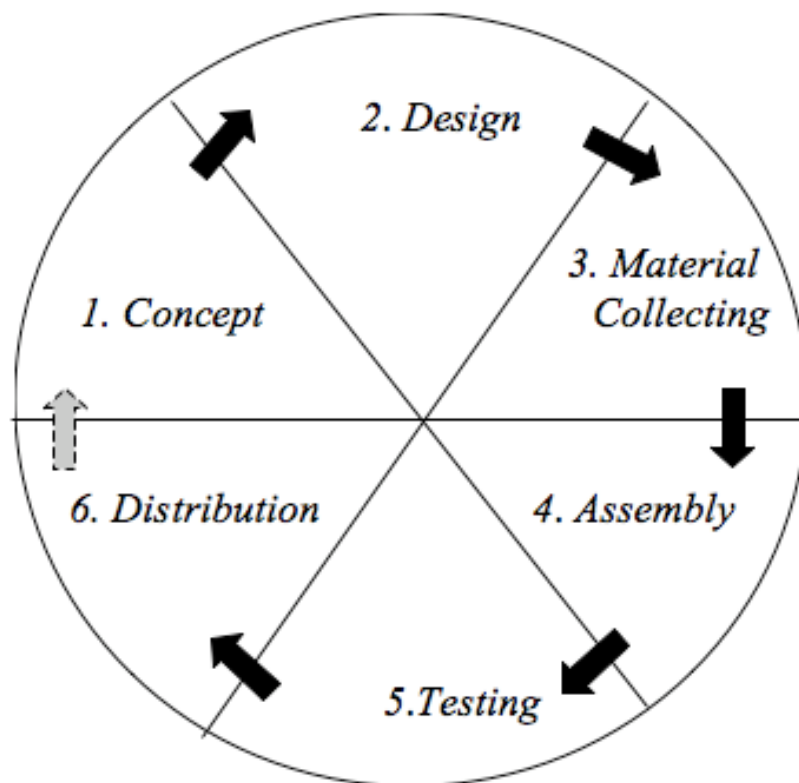 1. Concept
2. Design
3. Material
Collecting
4. Assembly
5.Testing
6. Distribution